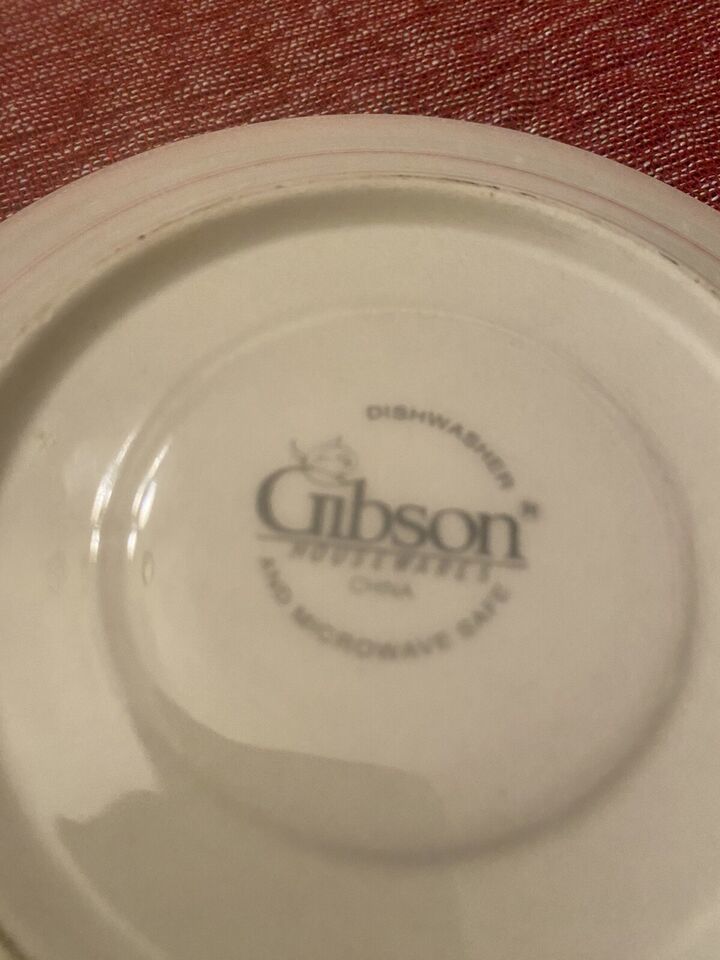 DISHWASHER
Gibson®
HOUSEWARES
CHINA
AND MICROWAVE SAFE